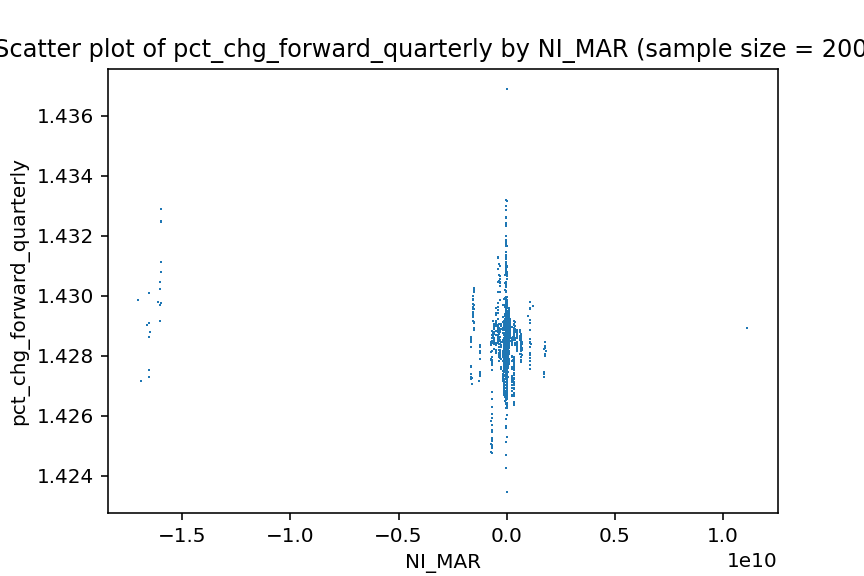 Scatter plot of pct_chg_forward_quarterly by NI_MAR (sample size = 200
1.436
1.434
1.432
1.430
1.428
1.426
1.424
pct_chg_forward_quarterly
−1.5 −1.0 −0.5 0.0 0.5 1.0
1e10
NI_MAR